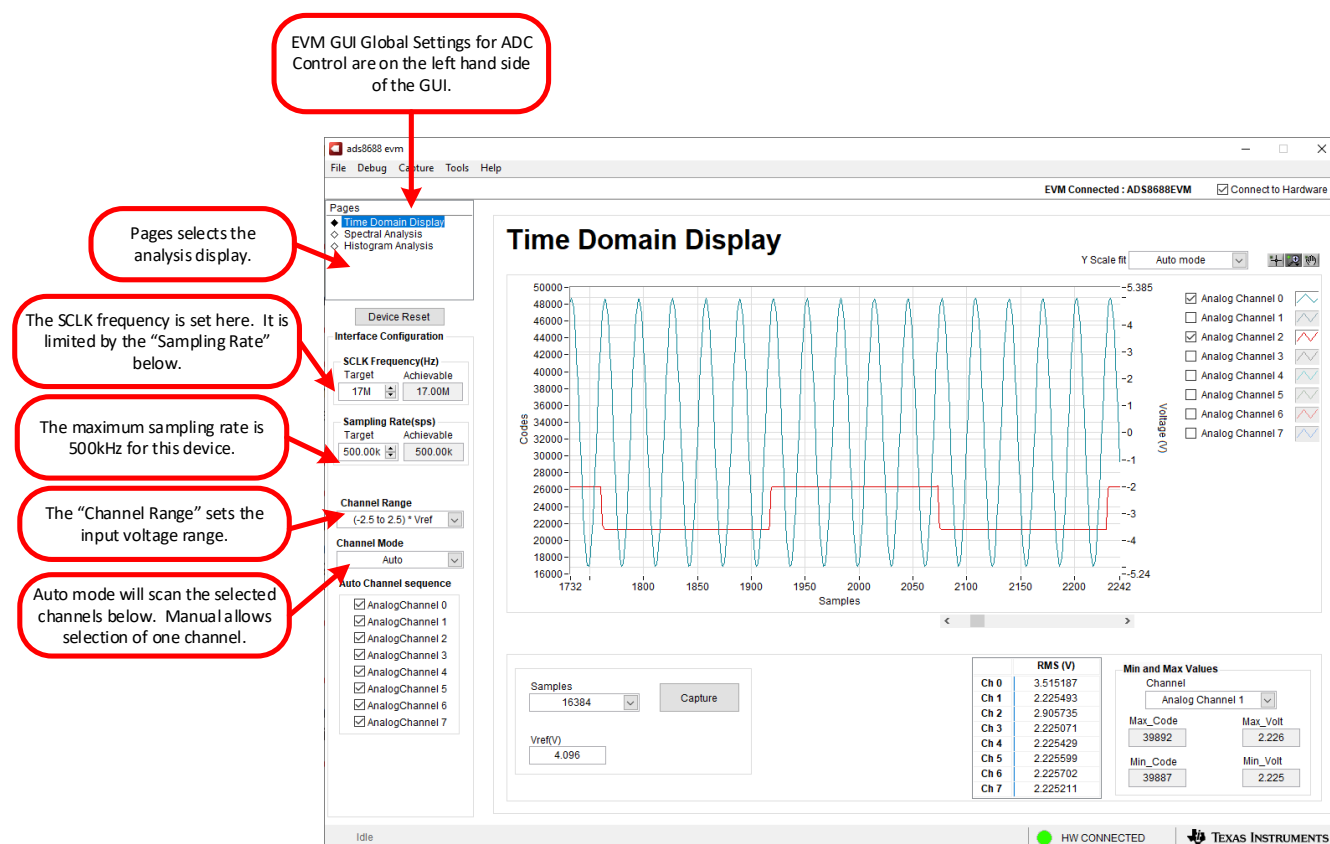 EVM GUI Global Settings for ADC
Control are on the left hand side
of the GUI.
Pages selects the
analysis display.
The SCLK frequency is set here. It is
limited by the “Sampling Rate”
below.
The maximum sampling rate is
500kHz for this device.
The “Channel Range” sets the
input voltage range.
Auto mode will scan the selected
channels below. Manual allows
selection of one channel.
ads8688 evm
File Debug Capture Tools Help
EVM Connected : ADS8688EVM Connect to Hardware
Pages
Time Domain Display
Spectral Analysis
Histogram Analysis
Device Reset
Interface Configuration
SCLK Frequency(Hz)
Target Achievable
17M 17.00M
Sampling Rate(sps)
Target Achievable
500.00k 500.00k
Channel Range
(-2.5 to 2.5) * Vref
Channel Mode
Auto
Auto Channel sequence
AnalogChannel 0
AnalogChannel 1
AnalogChannel 2
AnalogChannel 3
AnalogChannel 4
AnalogChannel 5
AnalogChannel 6
AnalogChannel 7
Time Domain Display
Y Scale fit Auto mode
Codes
50000
48000
46000
44000
42000
40000
38000
36000
34000
32000
30000
28000
26000
24000
22000
20000
18000
16000
1732 1800 1850 1900 1950 2000 2050 2100 2150 2200 2242
Samples
5.385
4
3
2
1
0
-1
-2
-3
-4
-5.24
Voltage (V)
Analog Channel 0
Analog Channel 1
Analog Channel 2
Analog Channel 3
Analog Channel 4
Analog Channel 5
Analog Channel 6
Analog Channel 7
Samples
16384
Capture
Vref(V)
4.096
RMS (V)
Ch 0 3.515187
Ch 1 2.225493
Ch 2 2.905735
Ch 3 2.225071
Ch 4 2.225429
Ch 5 2.225599
Ch 6 2.225702
Ch 7 2.225211
Min and Max Values
Channel
Analog Channel 1
Max_Code Max_Volt
39892 2.226
Min_Code Min_Volt
39887 2.225
Idle
HW CONNECTED
TEXAS INSTRUMENTS